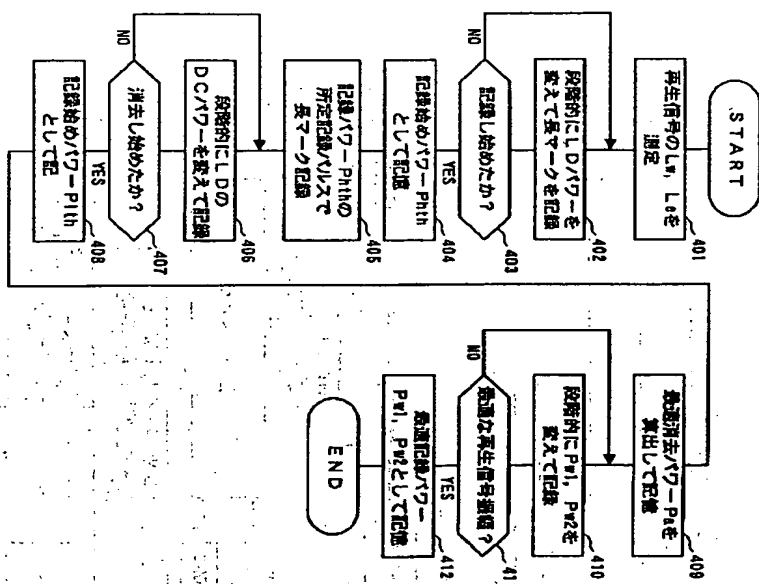 START
再生信号のLw, Leを
測定
401
段階的にLDパワーを
変えて長マークを記録
402
記録し始めたか？
403
NO
YES
記録始めパワーPhth
として記憶
404
記録パワーPhthの
所定記録パルスで
長マーク記録
405
段階的にLDの
DCパワーを変えて記録
406
消去し始めたか？
407
NO
YES
記録始めパワーPlth
として記
408
最適消去パワーPaを
算出して記憶
409
段階的にPw1, Pw2を
変えて記録
410
最適な再生信号振幅？
41
NO
YES
最適記録パワー
Pw1, Pw2として記憶
412
END